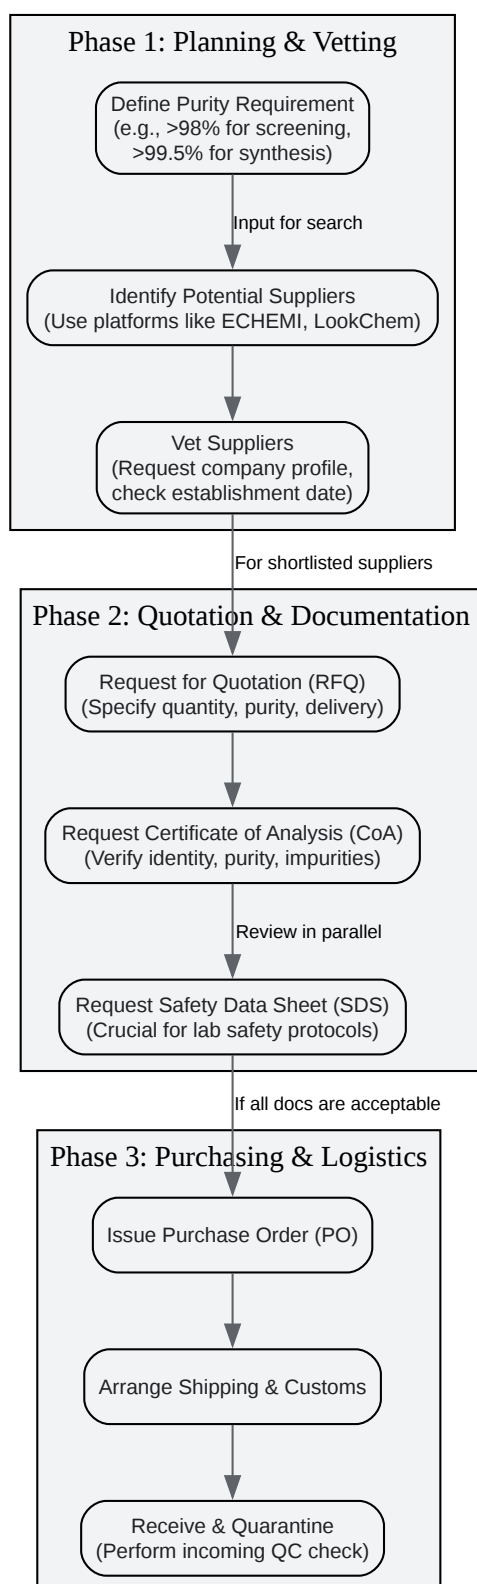 Phase 1: Planning & Vetting
Define Purity Requirement
(e.g., >98% for screening,
>99.5% for synthesis)
Input for search
Identify Potential Suppliers
(Use platforms like ECHEMI, LookChem)
Vet Suppliers
(Request company profile,
check establishment date)
For shortlisted suppliers
Phase 2: Quotation & Documentation
Request for Quotation (RFQ)
(Specify quantity, purity, delivery)
Request Certificate of Analysis (CoA)
(Verify identity, purity, impurities)
Review in parallel
Request Safety Data Sheet (SDS)
(Crucial for lab safety protocols)
If all docs are acceptable
Phase 3: Purchasing & Logistics
Issue Purchase Order (PO)
Arrange Shipping & Customs
Receive & Quarantine
(Perform incoming QC check)